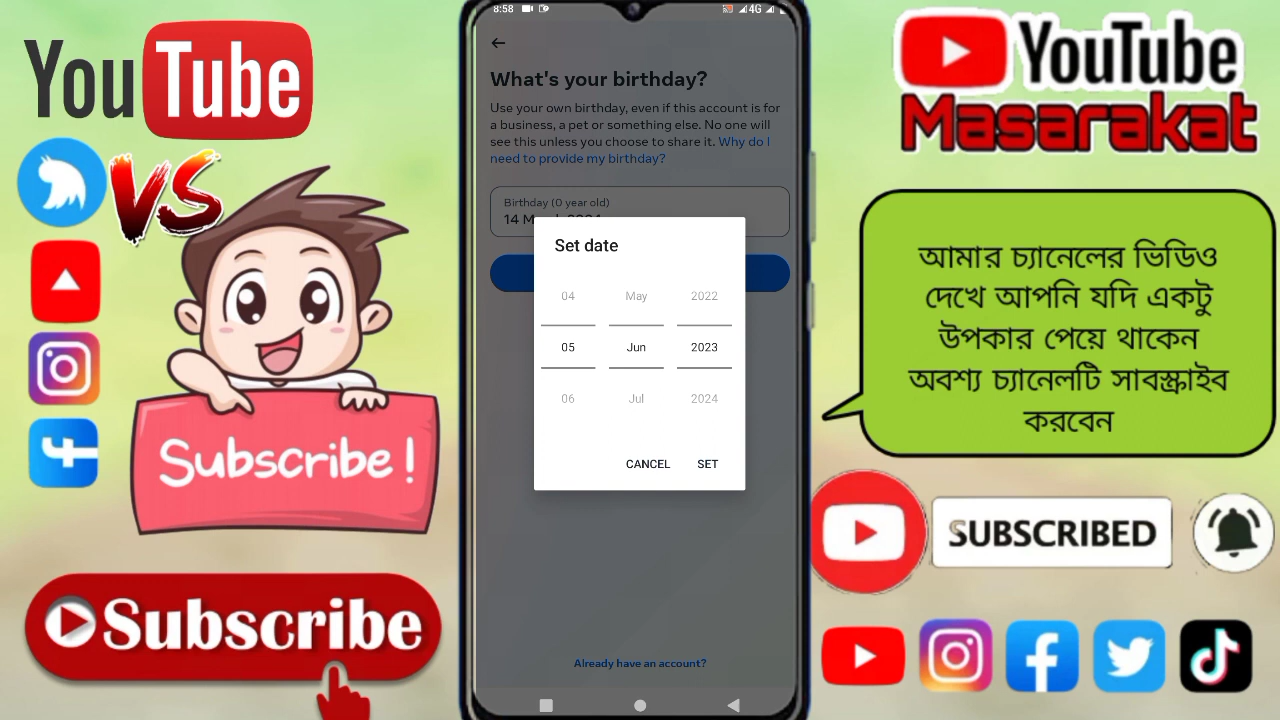 YouTube
VS
Subscribe!
Subscribe
8:58
4G
What's your birthday?
Use your own birthday, even if this account is for
a business, a pet or something else. No one will
see this unless you choose to share it. Why do I
need to provide my birthday?
Birthday (0 year old)
14
Set date
04 May 2022
05 Jun 2023
06 Jul 2024
CANCEL SET
Already have an account?
YouTube
Masarakat
আমার চ্যানেলের ভিডিও
দেখে আপনি যদি একটু
উপকার পেয়ে থাকেন
অবশ্য চ্যানেলটি সাবস্ক্রাইব
করবেন
SUBSCRIBED